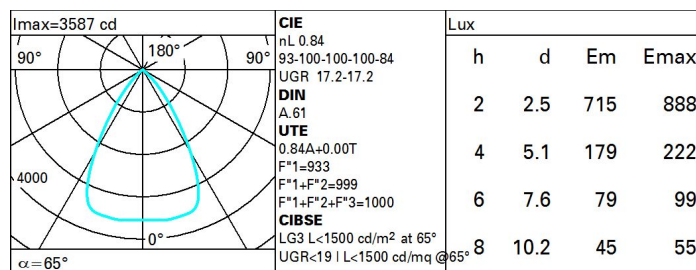 Imax=3587 cd
90°
180°
90°
4000
0°
α=65°
CIE
nL 0.84
93-100-100-100-84
UGR 17.2-17.2
DIN
A.61
UTE
0.84A+0.00T
F"1=933
F"1+F"2=999
F"1+F"2+F"3=1000
CIBSE
LG3 L<1500 cd/m² at 65°
UGR<19 | L<1500 cd/mq @65°
Lux
h d Em Emax
2 2.5 715 888
4 5.1 179 222
6 7.6 79 99
8 10.2 45 55